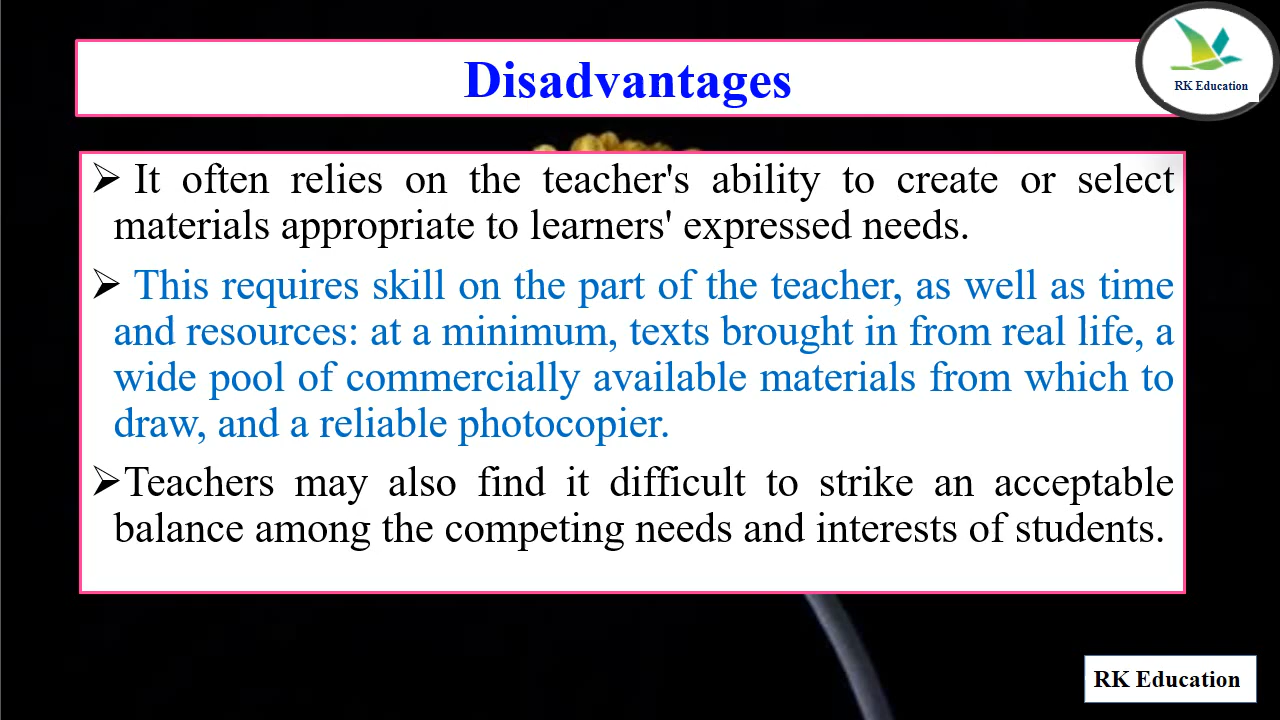 Disadvantages
RK Education
➢ It often relies on the teacher's ability to create or select
materials appropriate to learners' expressed needs.
➢ This requires skill on the part of the teacher, as well as time
and resources: at a minimum, texts brought in from real life, a
wide pool of commercially available materials from which to
draw, and a reliable photocopier.
➢Teachers may also find it difficult to strike an acceptable
balance among the competing needs and interests of students.
RK Education